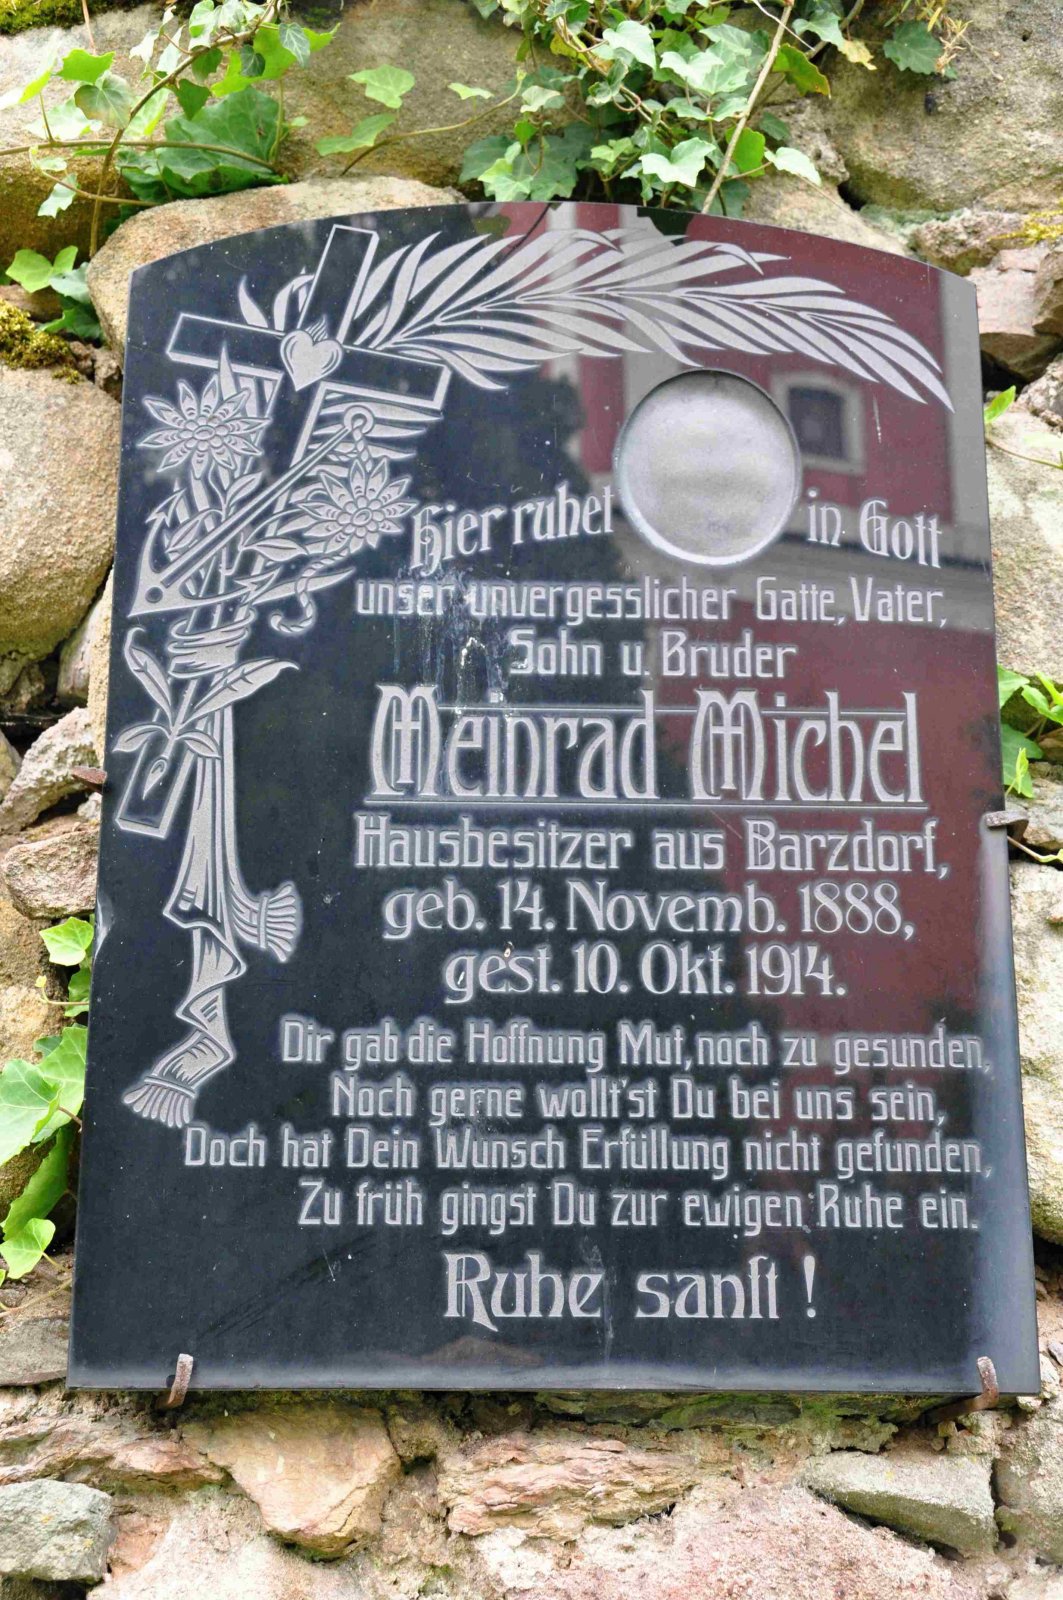 Hier ruhet in Gott
unser unvergesslicher Gatte, Vater,
Sohn u. Bruder
Meinrad Michel
Hausbesitzer aus Barzdorf,
geb. 14. Novemb. 1888,
gest. 10. Okt. 1914.
Dir gab die Hoffnung Mut, noch zu gesunden,
Noch gerne wollt'st Du bei uns sein,
Doch hat Dein Wunsch Erfüllung nicht gefunden,
Zu früh gingst Du zur ewigen Ruhe ein.
Ruhe sanft!